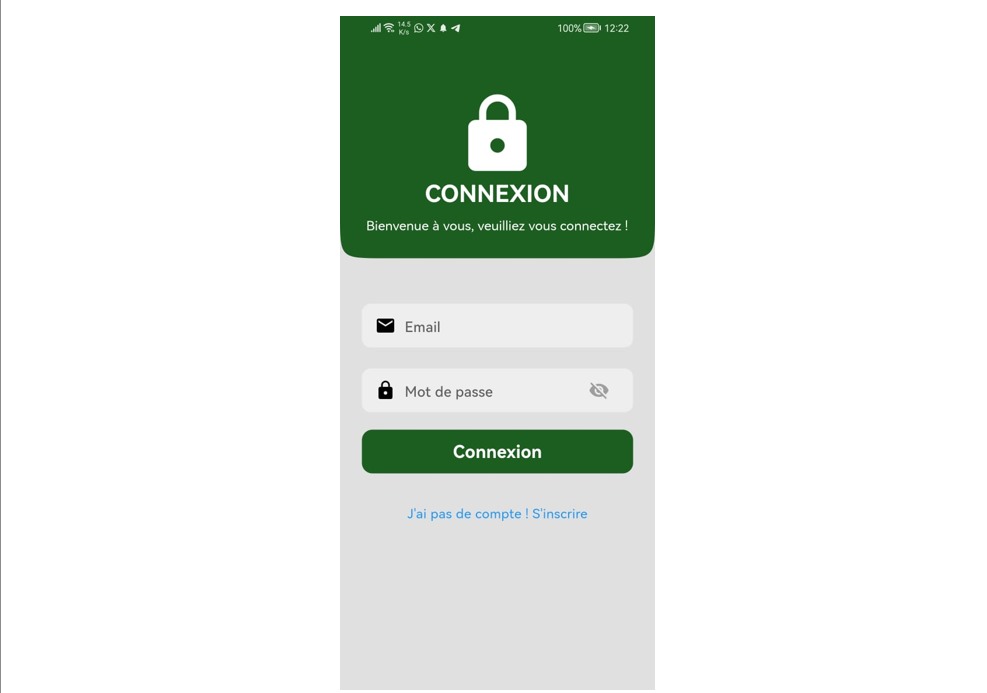 14.5
K/s
100% 12:22
CONNEXION
Bienvenue à vous, veuilliez vous connectez !
Email
Mot de passe
Connexion
J'ai pas de compte ! S'inscrire